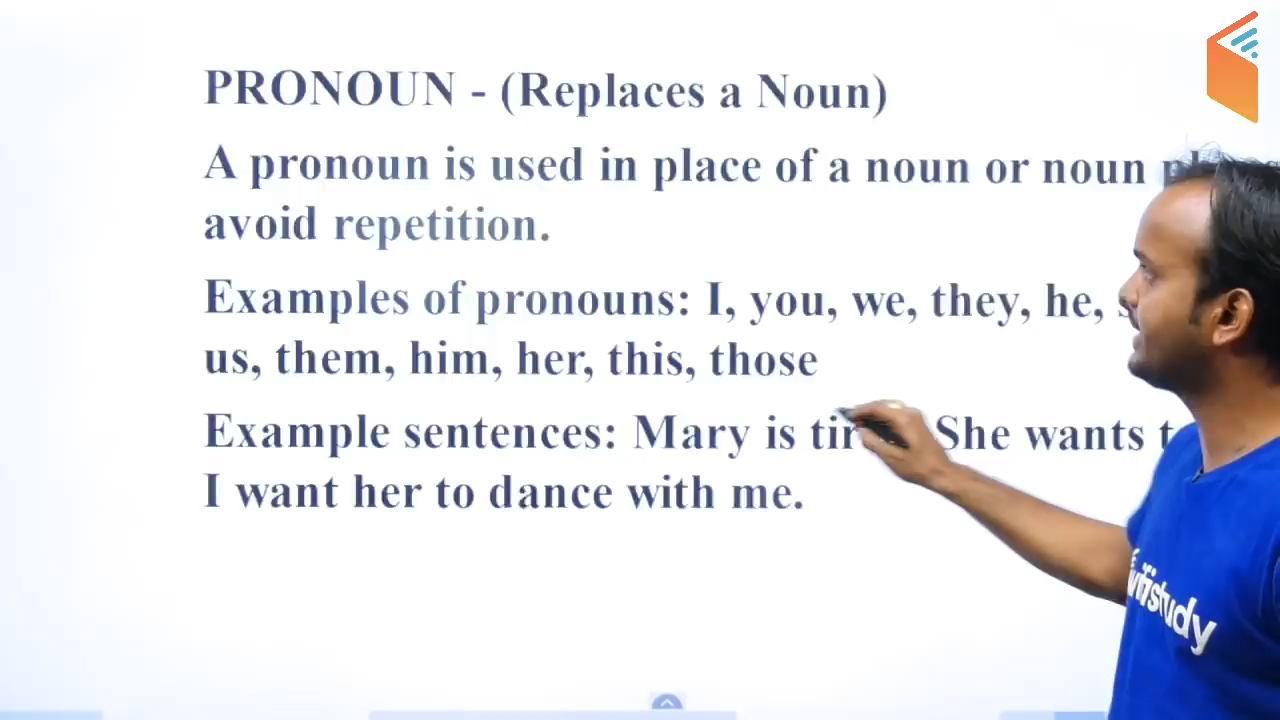 PRONOUN - (Replaces a Noun)
A pronoun is used in place of a noun or noun
avoid repetition.
Examples of pronouns: I, you, we, they, he,
us, them, him, her, this, those
Example sentences: Mary is She wants
I want her to dance with me.
wifistudy